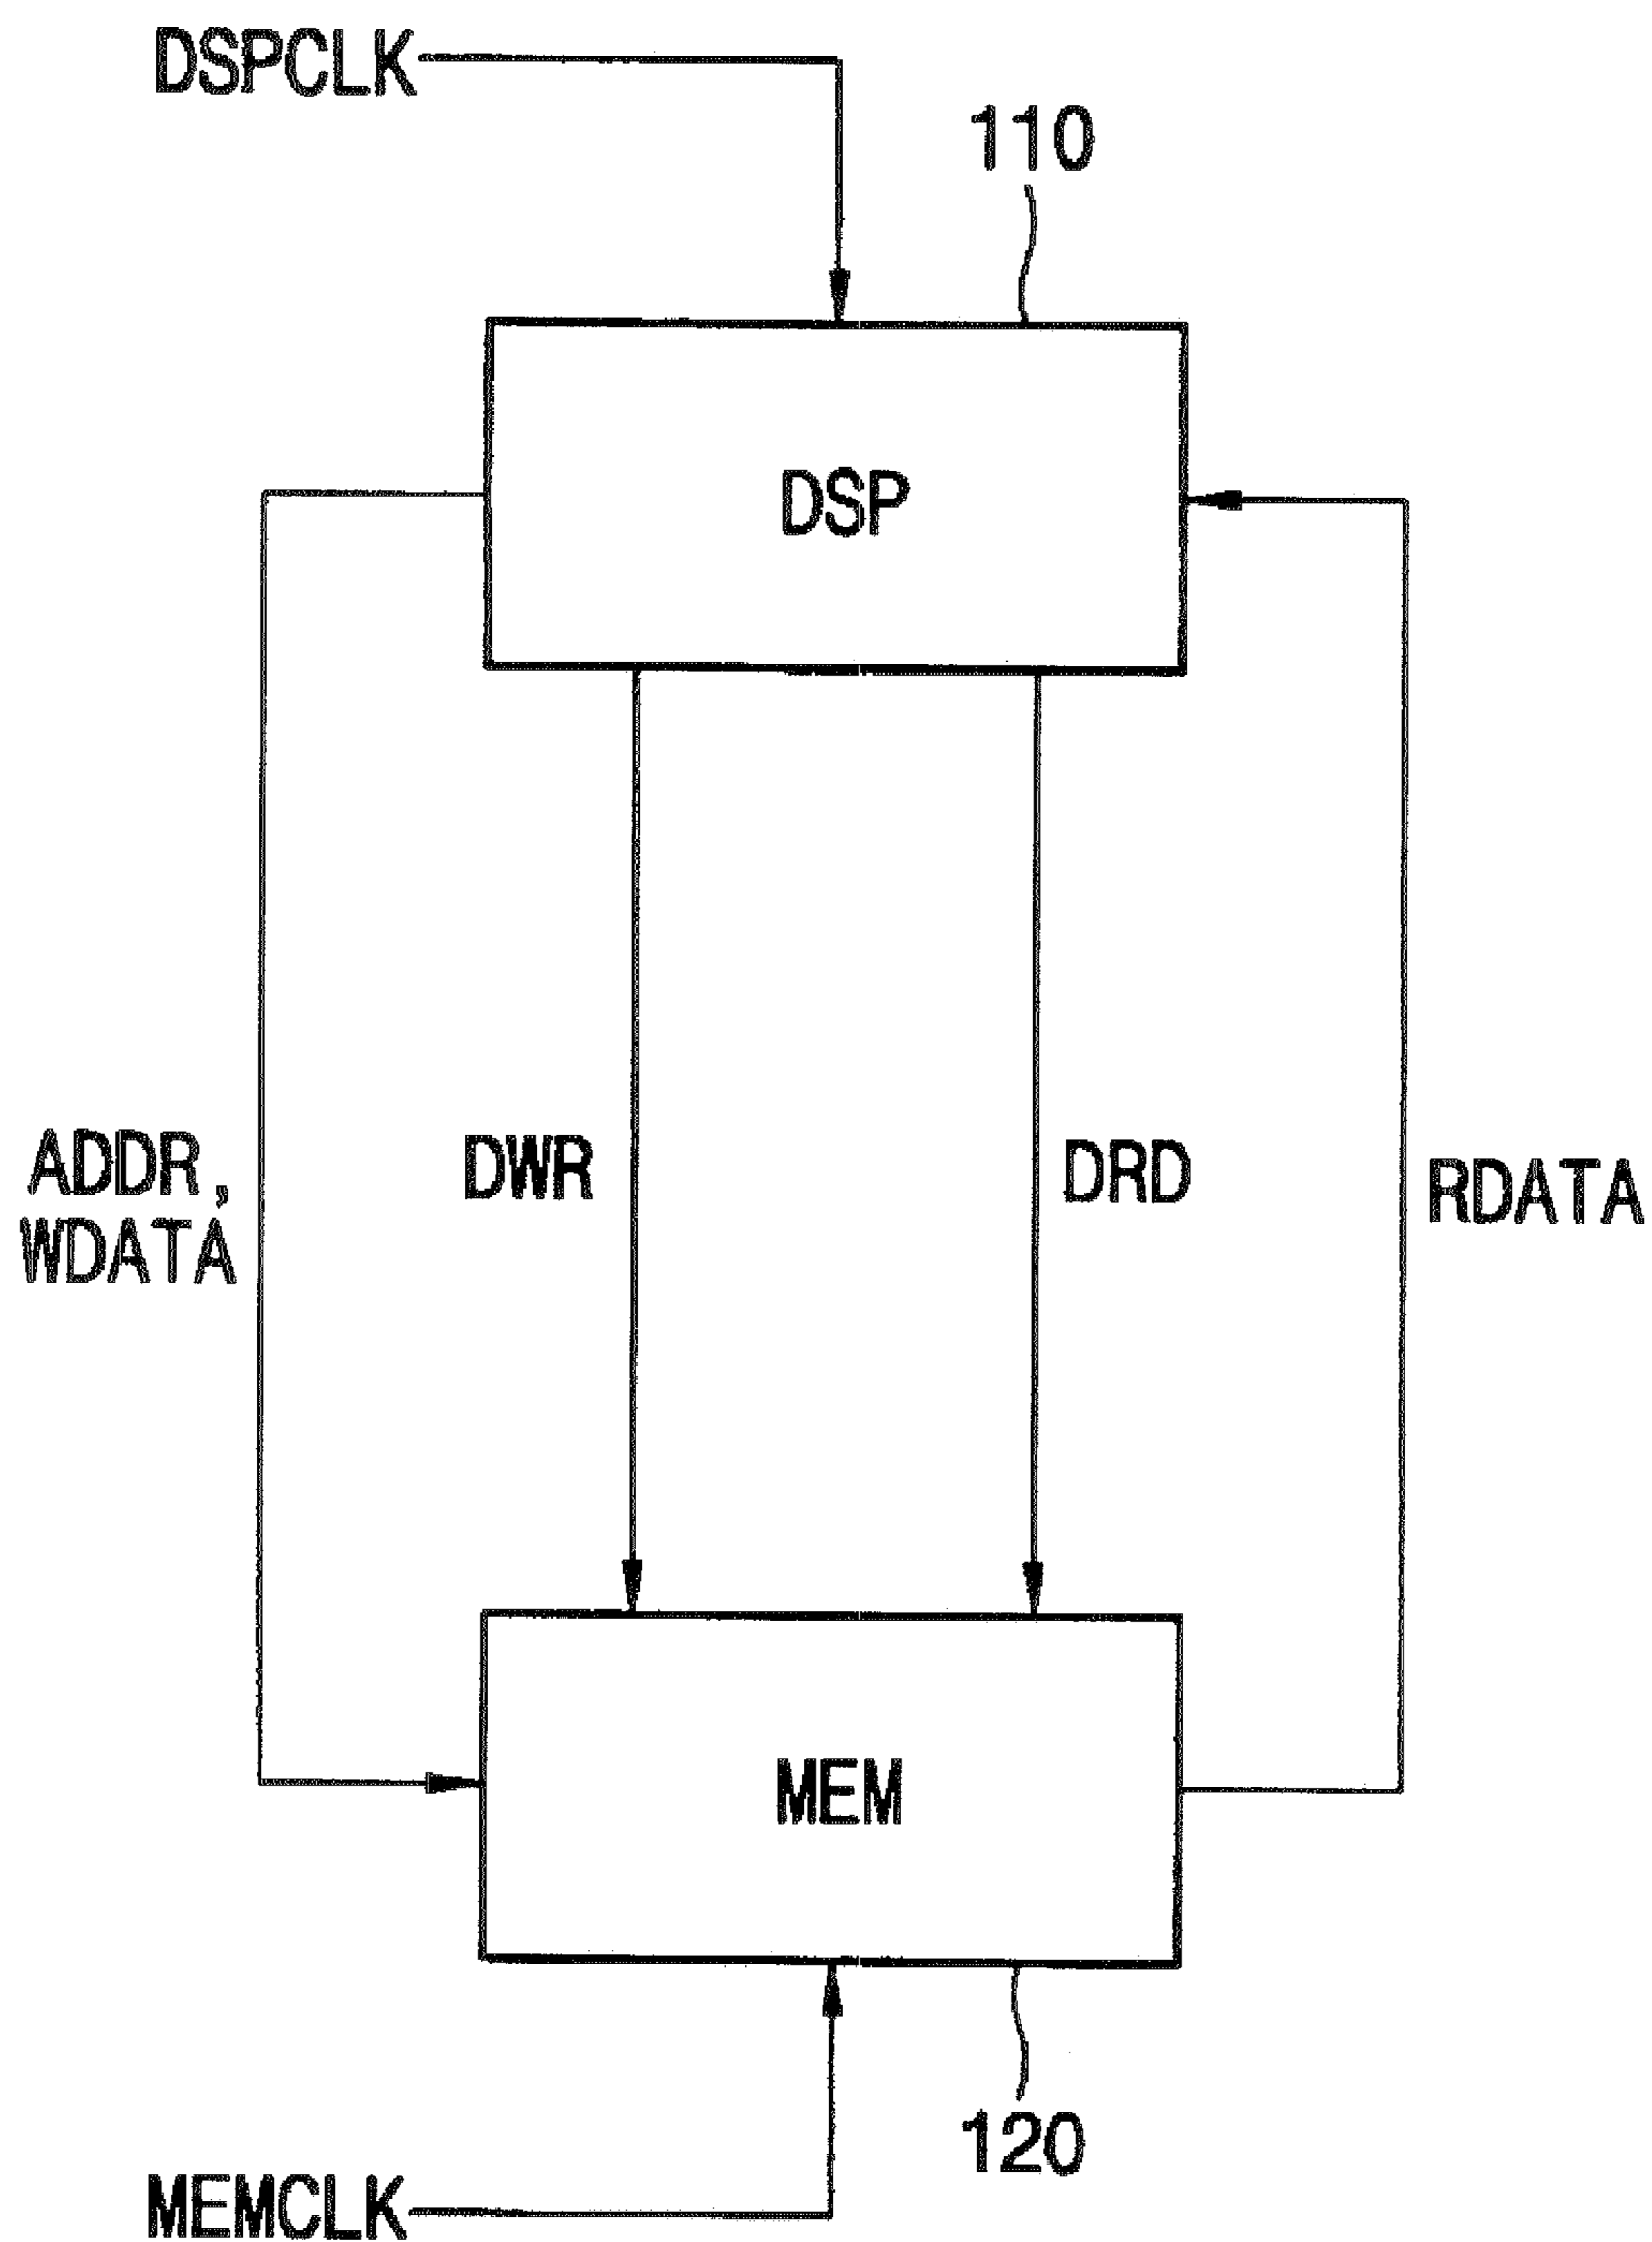 DSPCLK
110
DSP
ADDR,
WDATA
DWR
DRD
RDATA
MEM
120
MEMCLK